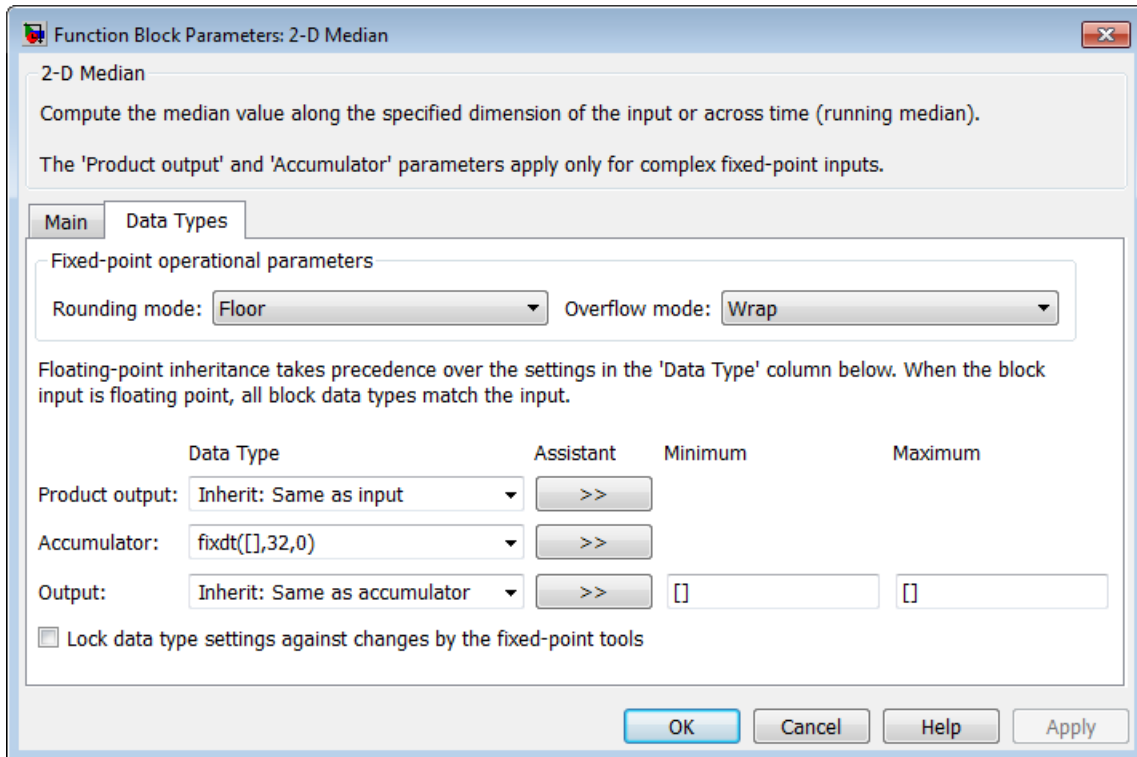 Function Block Parameters: 2-D Median
2-D Median
Compute the median value along the specified dimension of the input or across time (running median).
The 'Product output' and 'Accumulator' parameters apply only for complex fixed-point inputs.
Main Data Types
Fixed-point operational parameters
Rounding mode: Floor Overflow mode: Wrap
Floating-point inheritance takes precedence over the settings in the 'Data Type' column below. When the block
input is floating point, all block data types match the input.
Data Type Assistant Minimum Maximum
Product output: Inherit: Same as input >>
Accumulator: fixdt([],32,0) >>
Output: Inherit: Same as accumulator >> [] []
Lock data type settings against changes by the fixed-point tools
OK Cancel Help Apply